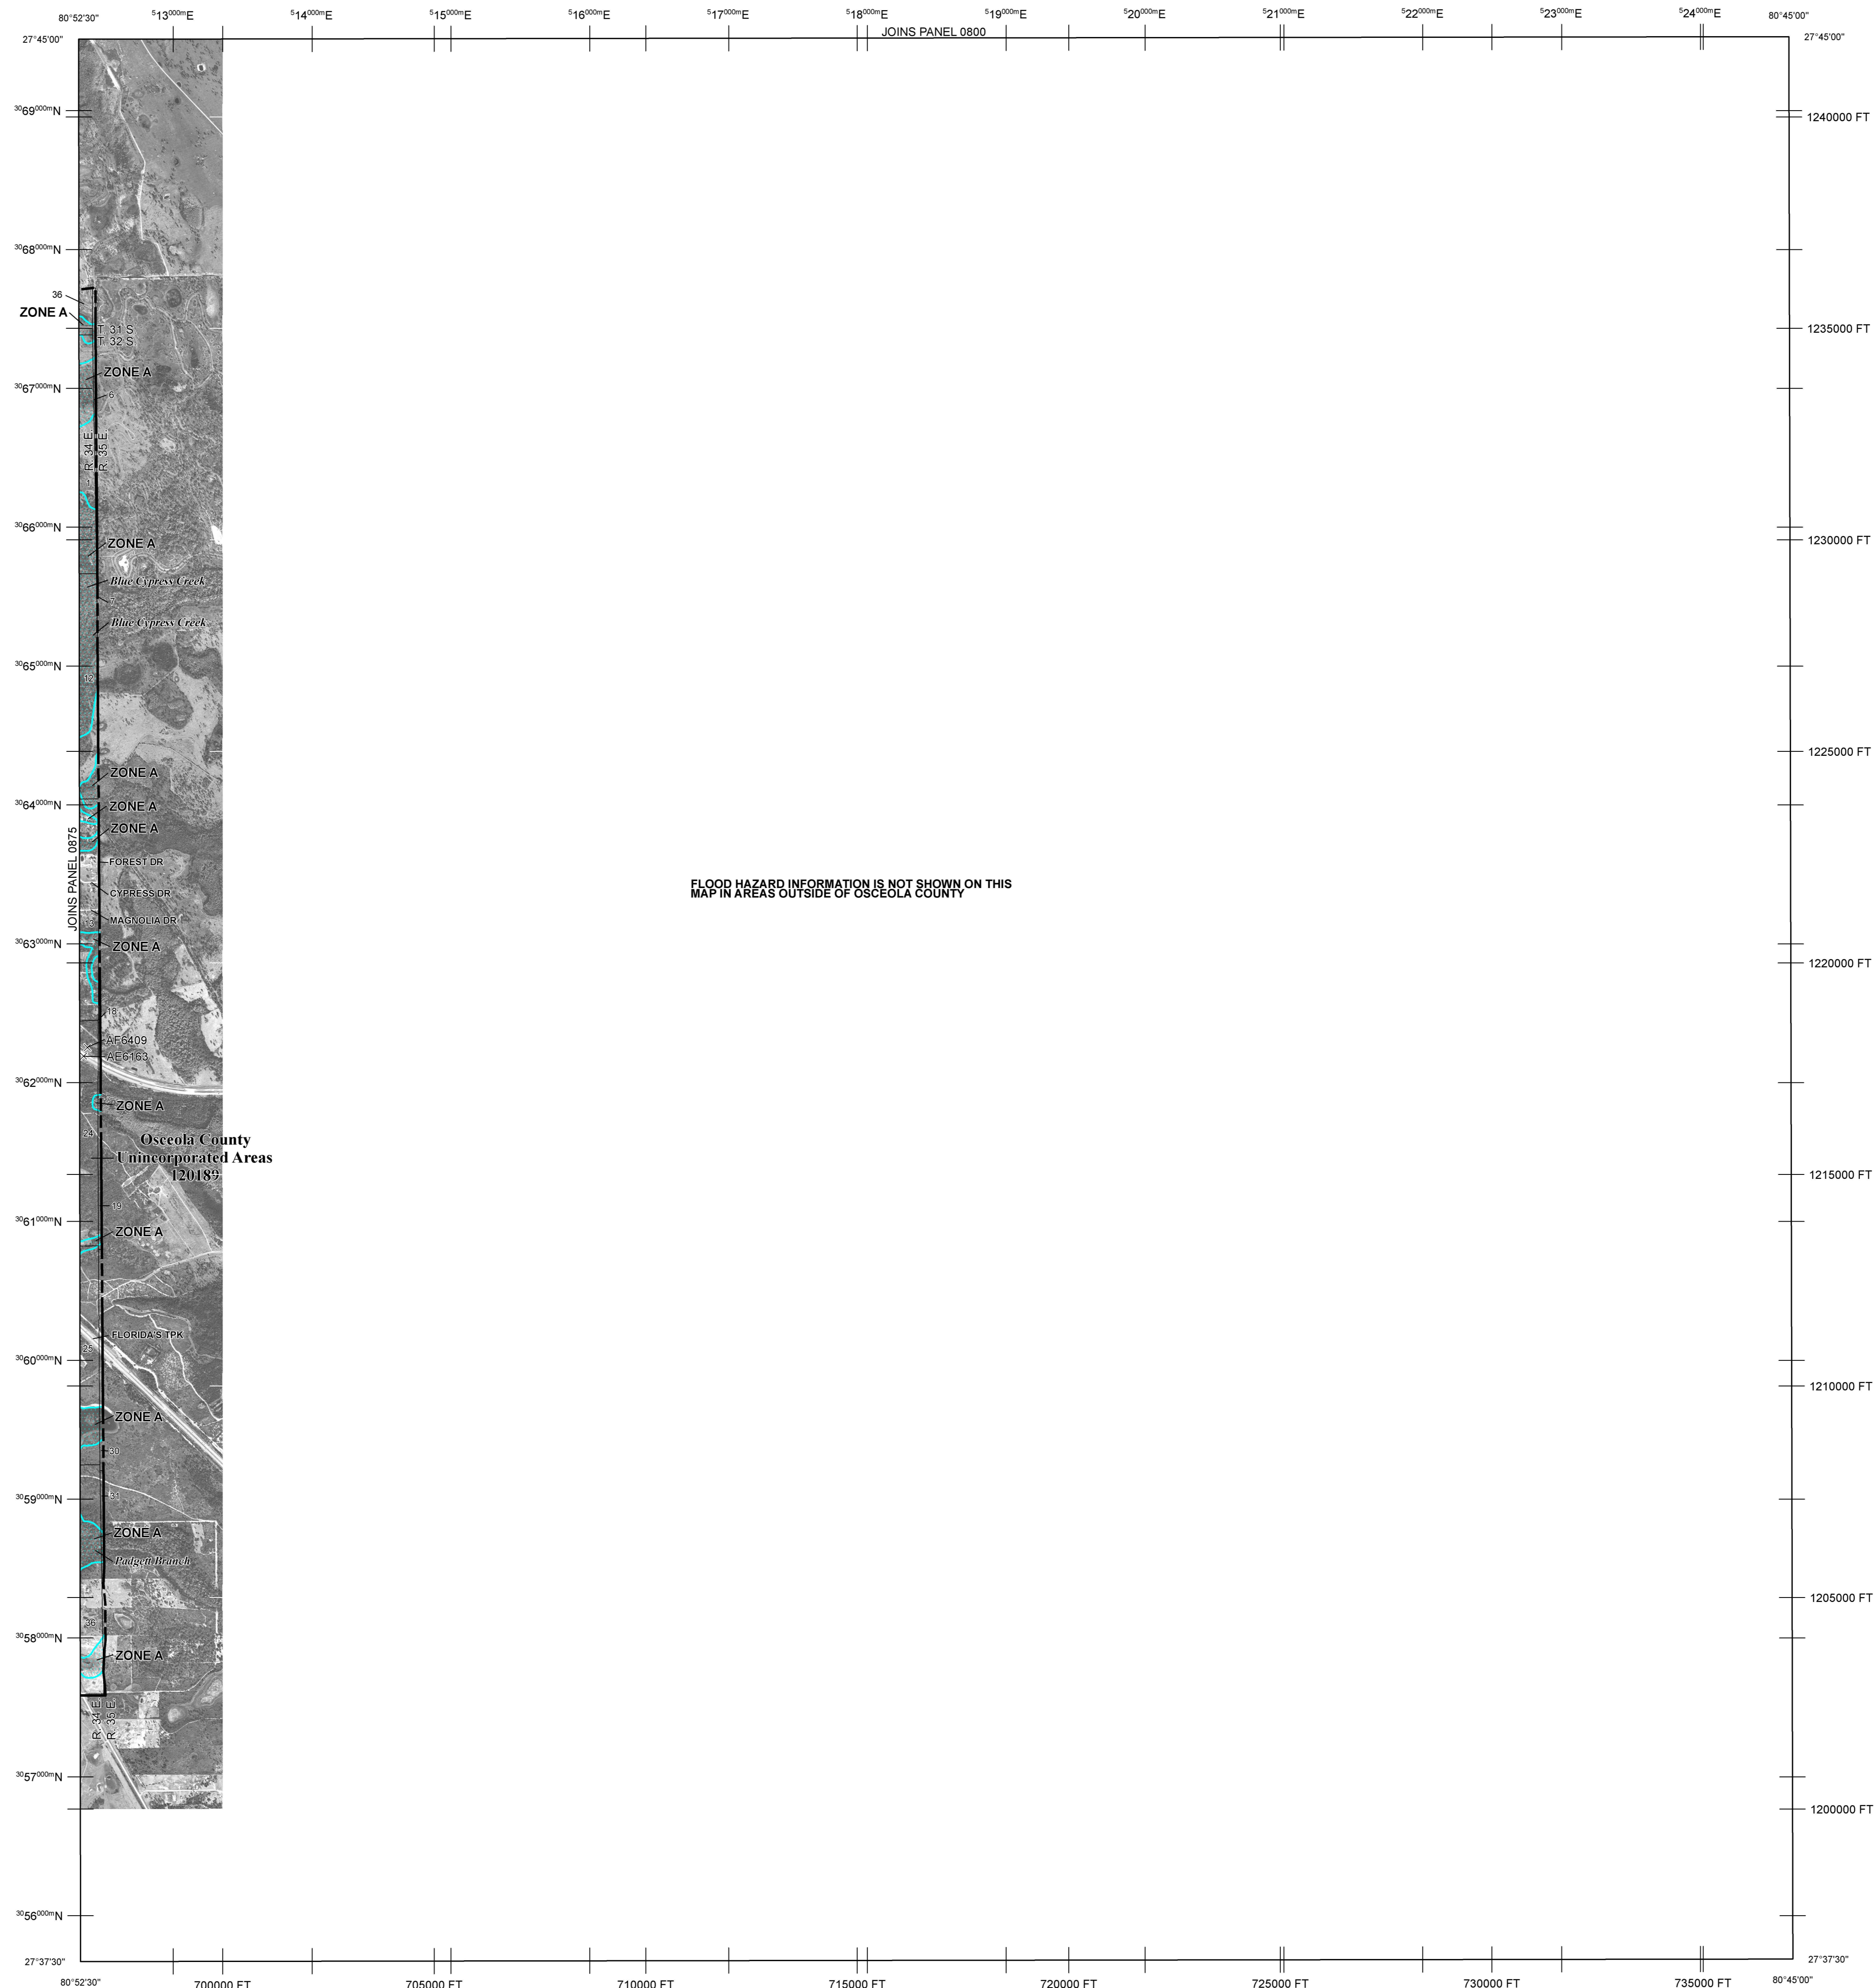 80°52'30"
513000mE
514000mE
515000mE
516000mE
517000mE
518000mE
519000mE
520000mE
521000mE
522000mE
523000mE
524000mE
80°45'00"
JOINS PANEL 0800
27°45'00"
27°45'00"
3069000mN
1240000 FT
3068000mN
36
ZONE A
T. 31 S
T. 32 S
1235000 FT
ZONE A
3067000mN
6
R. 34 E.
R. 35 E.
1
3066000mN
1230000 FT
ZONE A
Blue Cypress Creek
7
Blue Cypress Creek
3065000mN
12
1225000 FT
ZONE A
3064000mN
ZONE A
ZONE A
JOINS PANEL 0875
FOREST DR
CYPRESS DR
MAGNOLIA DR
13
FLOOD HAZARD INFORMATION IS NOT SHOWN ON THIS
MAP IN AREAS OUTSIDE OF OSCEOLA COUNTY
3063000mN
ZONE A
1220000 FT
18
AF6409
AE6163
3062000mN
ZONE A
24
Osceola County
Unincorporated Areas
120189
1215000 FT
19
3061000mN
ZONE A
FLORIDA'S TPK
25
3060000mN
1210000 FT
ZONE A
30
31
3059000mN
ZONE A
Padgett Branch
1205000 FT
36
3058000mN
ZONE A
R. 34 E.
R. 35 E.
3057000mN
1200000 FT
3056000mN
27°37'30"
27°37'30"
80°52'30"
700000 FT
705000 FT
710000 FT
715000 FT
720000 FT
725000 FT
730000 FT
735000 FT
80°45'00"